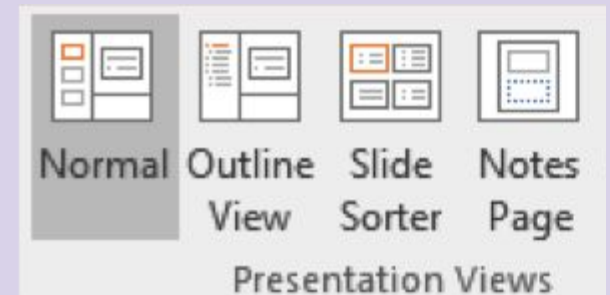 Normal Outline Slide Notes
View Sorter Page
Presentation Views